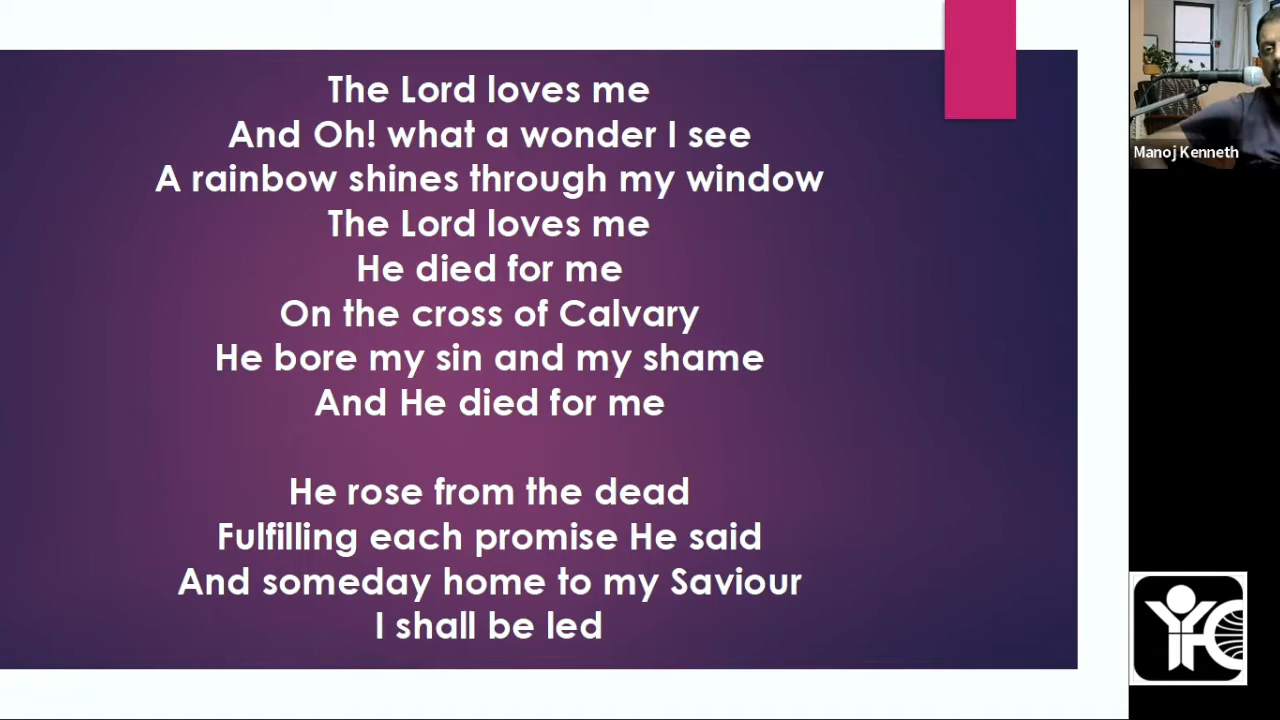 The Lord loves me
And Oh! what a wonder I see
A rainbow shines through my window
The Lord loves me
He died for me
On the cross of Calvary
He bore my sin and my shame
And He died for me
He rose from the dead
Fulfilling each promise He said
And someday home to my Saviour
I shall be led
Manoj Kenneth
YFC